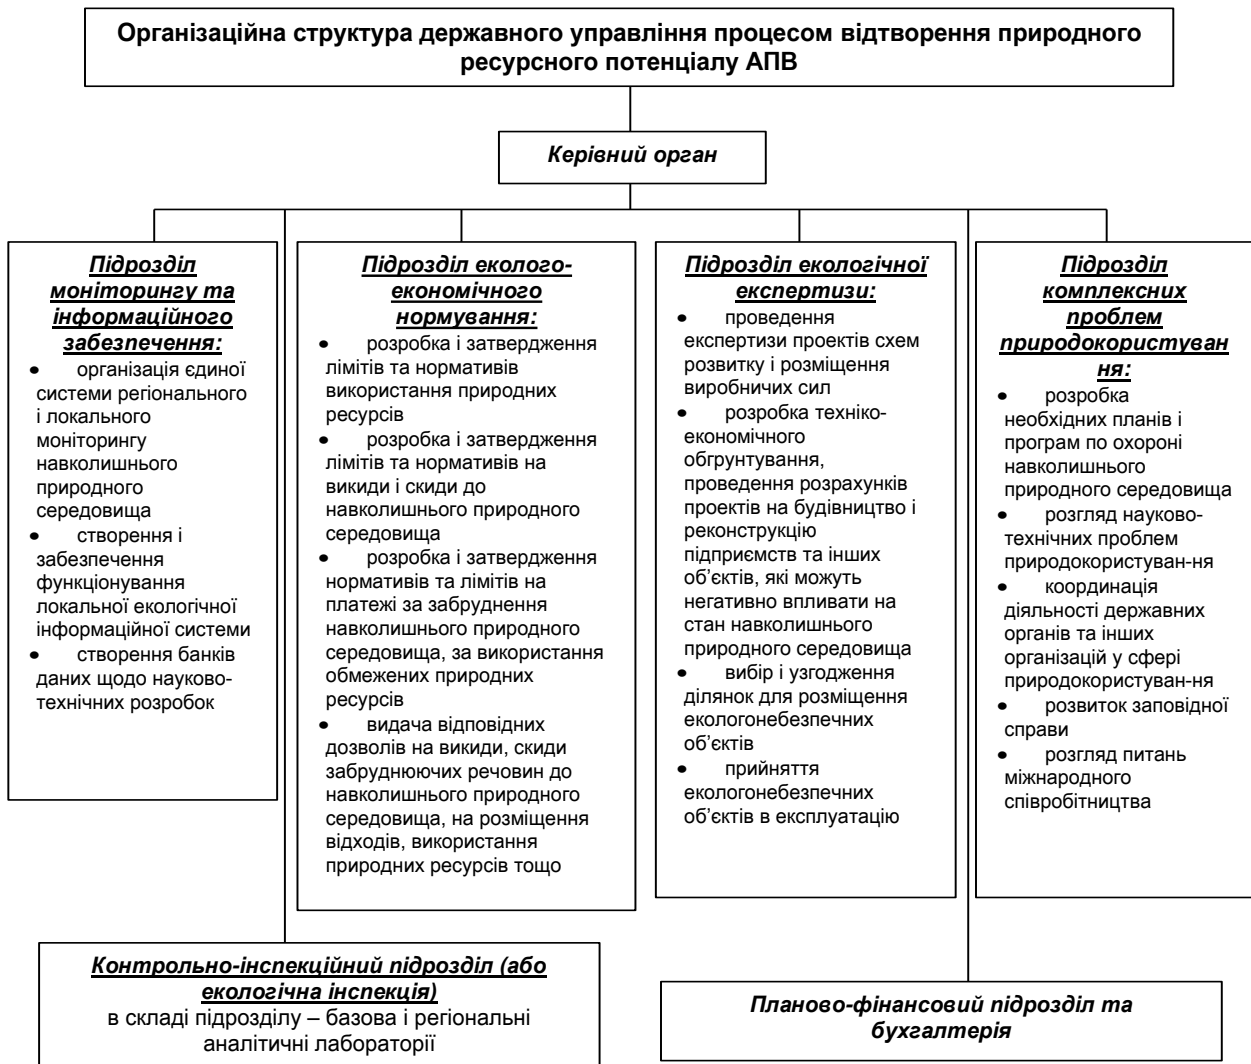 Організаційна структура державного управління процесом відтворення природного
ресурсного потенціалу АПВ
Керівний орган
Підрозділ
моніторингу та
інформаційного
забезпечення:
• організація єдиної
системи регіонального
і локального
моніторингу
навколишнього
природного
середовища
• створення і
забезпечення
функціонування
локальної екологічної
інформаційної системи
• створення банків
даних щодо науково-
технічних розробок
Підрозділ еколого-
економічного
нормування:
• розробка і затвердження
лімітів та нормативів
використання природних
ресурсів
• розробка і затвердження
лімітів та нормативів на
викиди і скиди до
навколишнього природного
середовища
• розробка і затвердження
нормативів та лімітів на
платежі за забруднення
навколишнього природного
середовища, за використання
обмежених природних
ресурсів
• видача відповідних
дозволів на викиди, скиди
забруднюючих речовин до
навколишнього природного
середовища, на розміщення
відходів, використання
природних ресурсів тощо
Підрозділ екологічної
експертизи:
• проведення
експертизи проектів схем
розвитку і розміщення
виробничих сил
• розробка техніко-
економічного
обгрунтування,
проведення розрахунків
проектів на будівництво і
реконструкцію
підприємств та інших
об’єктів, які можуть
негативно впливати на
стан навколишнього
природного середовища
• вибір і узгодження
ділянок для розміщення
екологонебезпечних
об’єктів
• прийняття
екологонебезпечних
об’єктів в експлуатацію
Підрозділ
комплексних
проблем
природокористуван
ня:
• розробка
необхідних планів і
програм по охороні
навколишнього
природного середовища
• розгляд науково-
технічних проблем
природокористуван-ня
• координація
діяльності державних
органів та інших
організацій у сфері
природокористуван-ня
• розвиток заповідної
справи
• розгляд питань
міжнародного
співробітництва
Контрольно-інспекційний підрозділ (або
екологічна інспекція)
в складі підрозділу – базова і регіональні
аналітичні лабораторії
Планово-фінансовий підрозділ та
бухгалтерія